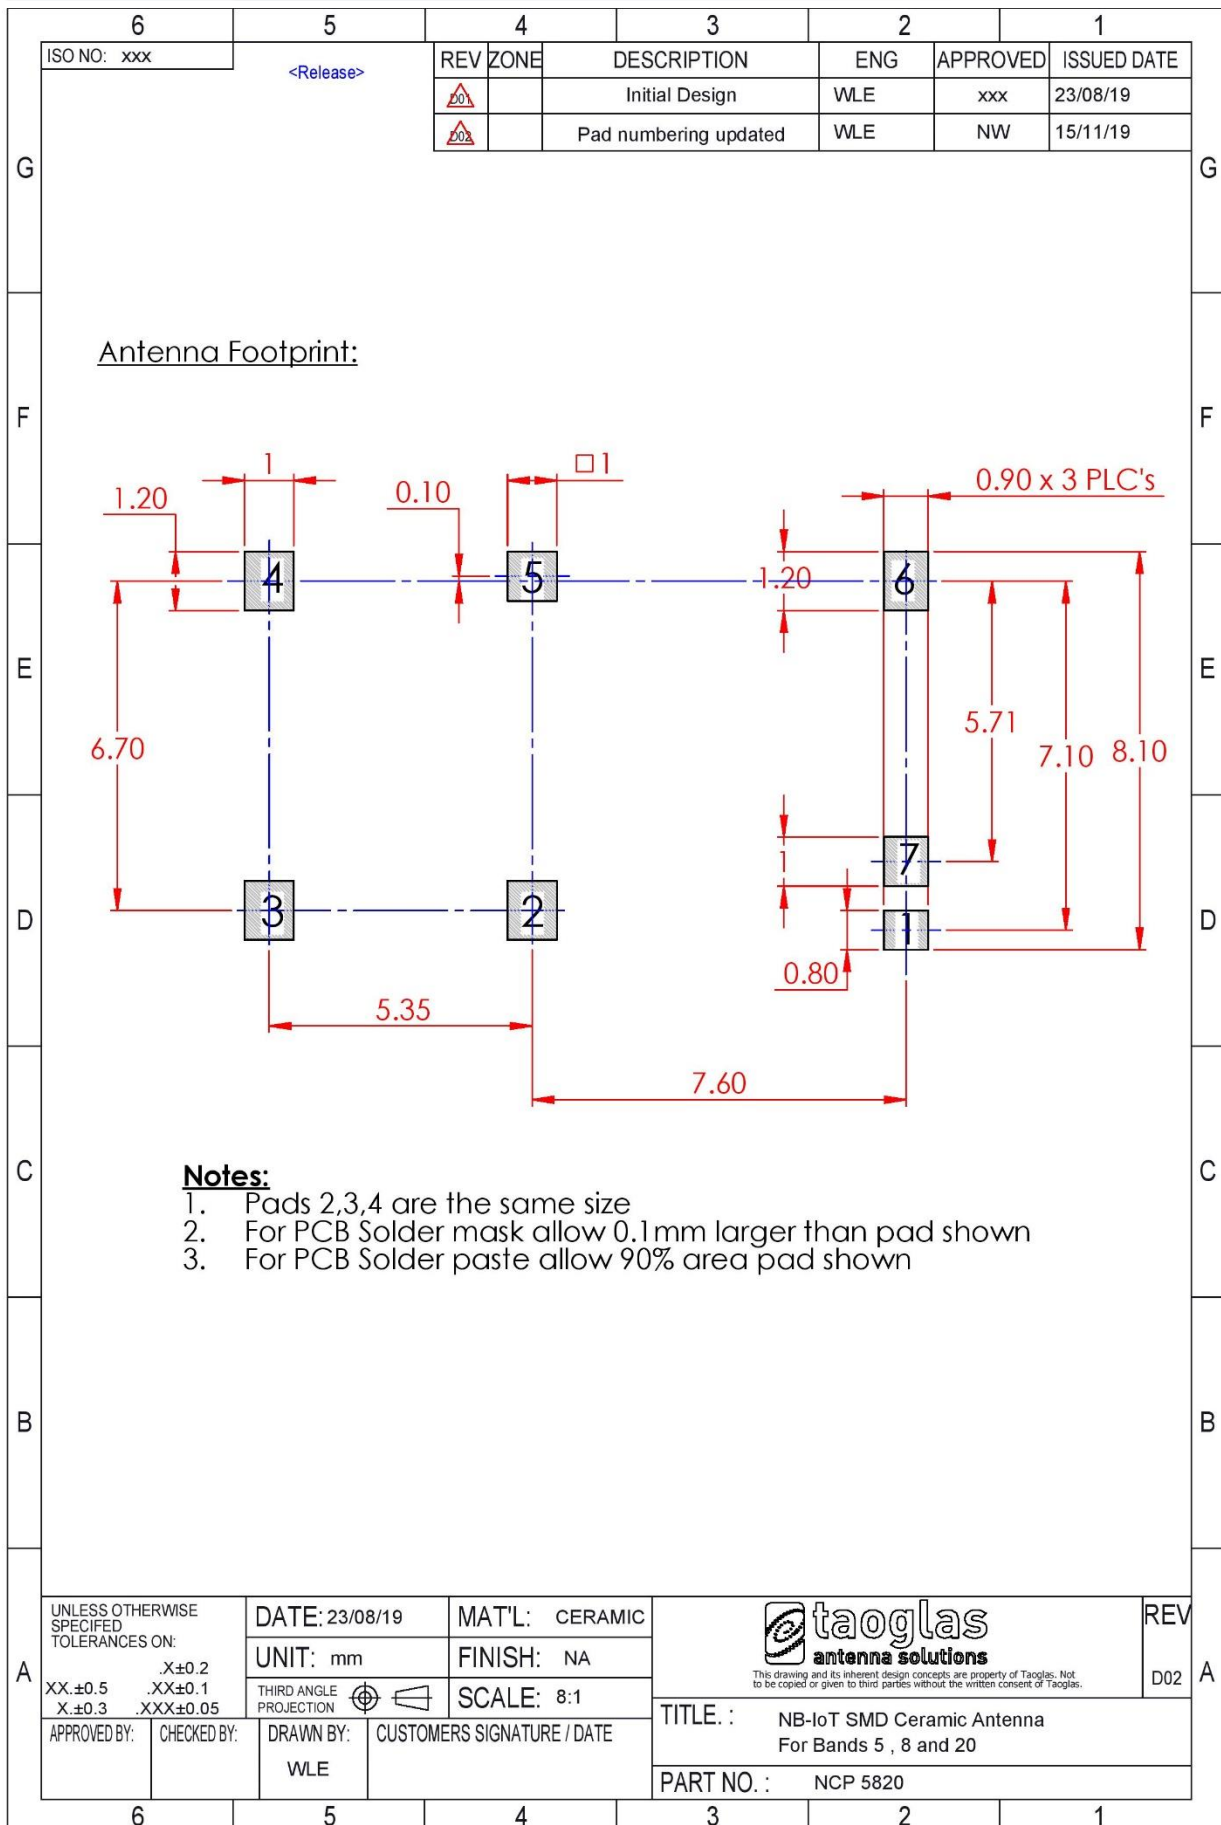 6 5 4 3 2 1
ISO NO: xxx
<Release>
REV ZONE DESCRIPTION ENG APPROVED ISSUED DATE
D01 Initial Design WLE xxx 23/08/19
D02 Pad numbering updated WLE NW 15/11/19
G G
Antenna Footprint:
F F
1 □1
0.90 x 3 PLC's
1.20 0.10
4 5 1.20 6
E E
5.71
6.70 7.10 8.10
1 7
D 3 2 1 D
0.80
5.35
7.60
C C
Notes:
1. Pads 2,3,4 are the same size
2. For PCB Solder mask allow 0.1mm larger than pad shown
3. For PCB Solder paste allow 90% area pad shown
B B
UNLESS OTHERWISE
SPECIFED
TOLERANCES ON:
.X±0.2
XX.±0.5 .XX±0.1
X.±0.3 .XXX±0.05
DATE: 23/08/19
MAT'L: CERAMIC
UNIT: mm
FINISH: NA
THIRD ANGLE
PROJECTION
SCALE: 8:1
taoglas
antenna solutions
This drawing and its inherent design concepts are property of Taoglas. Not
to be copied or given to third parties without the written consent of Taoglas.
REV
D02
A A
APPROVED BY: CHECKED BY: DRAWN BY: CUSTOMERS SIGNATURE / DATE
WLE
TITLE. : NB-IoT SMD Ceramic Antenna
For Bands 5 , 8 and 20
PART NO. : NCP 5820
6 5 4 3 2 1